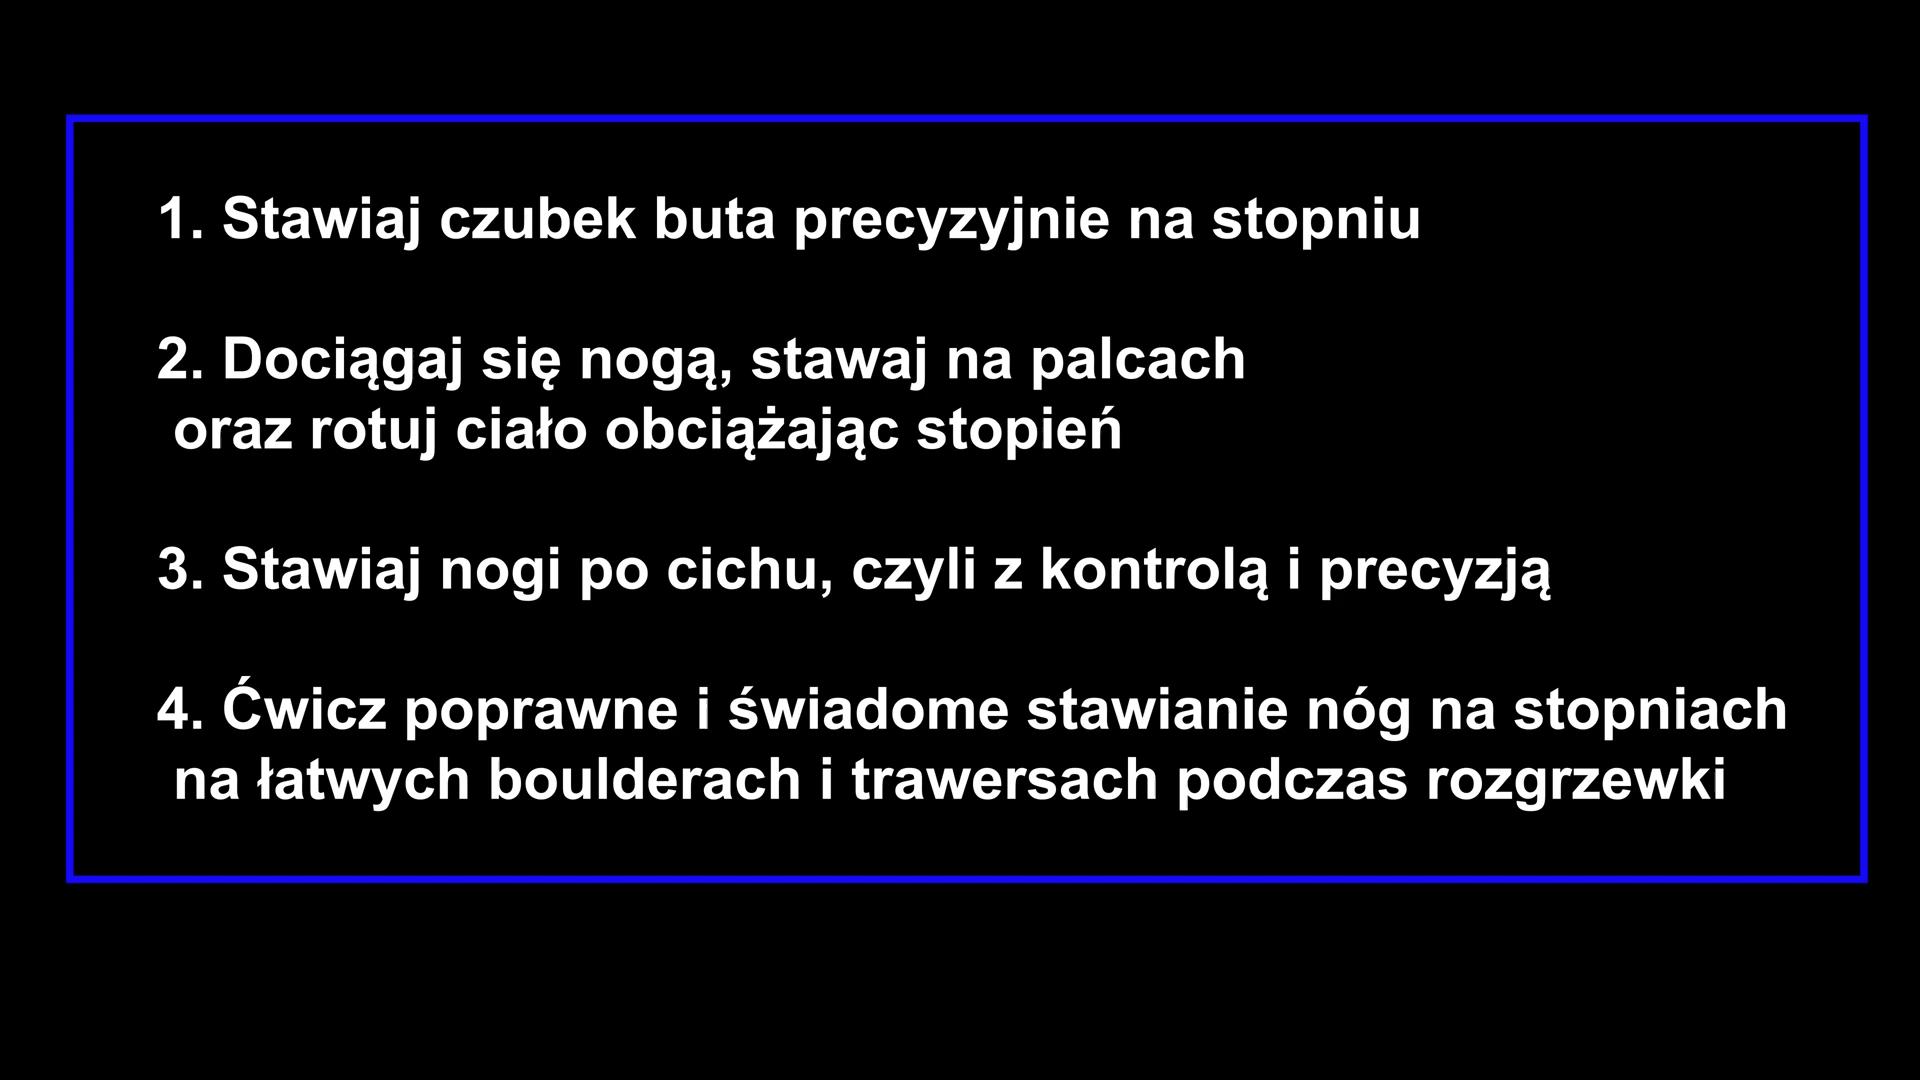 1. Stawiaj czubek buta precyzyjnie na stopniu
2. Dociągaj się nogą, stawaj na palcach
oraz rotuj ciało obciążając stopień
3. Stawiaj nogi po cichu, czyli z kontrolą i precyzją
4. Ćwicz poprawne i świadome stawianie nóg na stopniach
na łatwych boulderach i trawersach podczas rozgrzewki